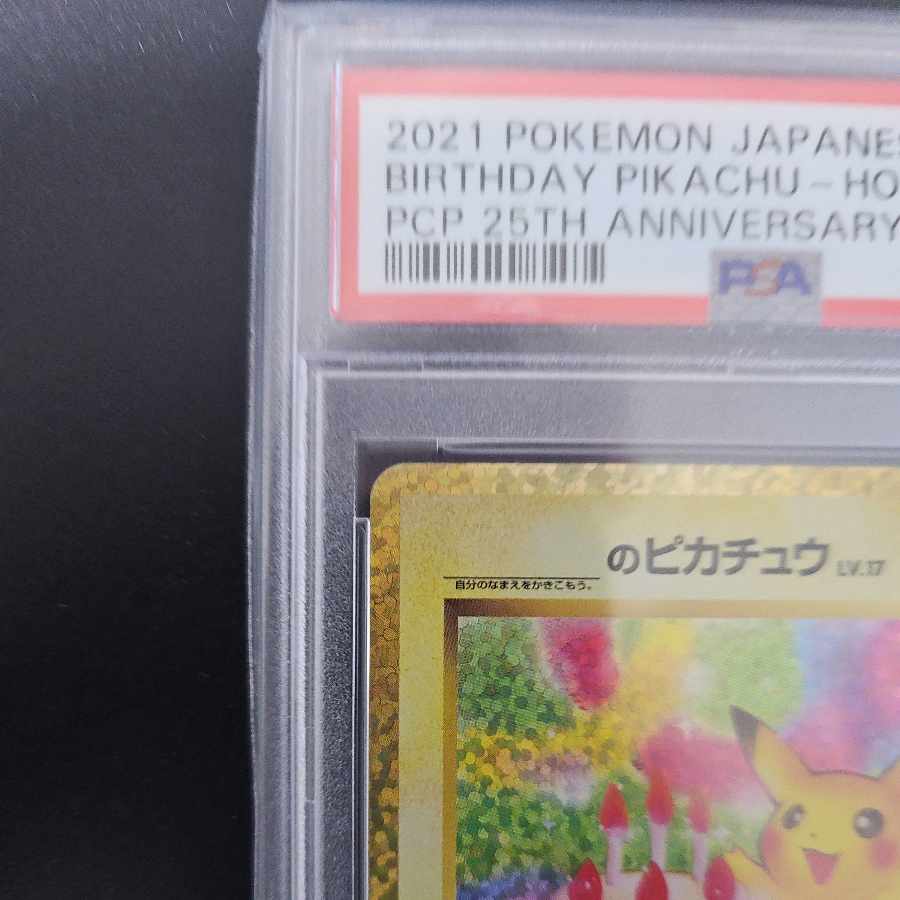 2021 POKEMON JAPANES
BIRTHDAY PIKACHU-HO
PCP 25TH ANNIVERSARY
PSA
のピカチュウ LV.17
自分のなまえをかきこもう。